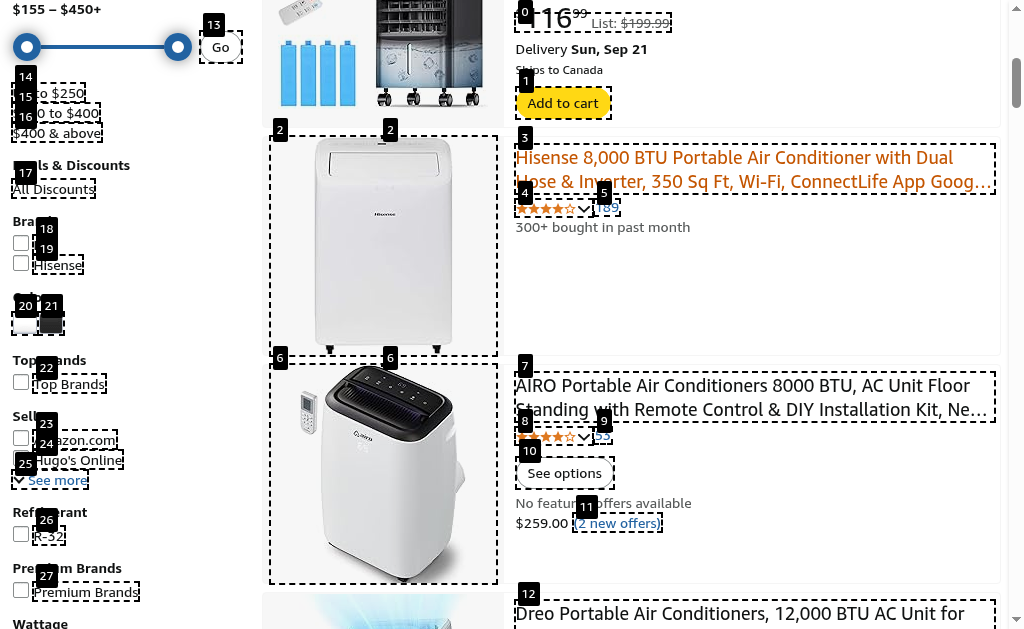 $155 – $450+
13
Go
14
to $250
15
to $400
16
$400 & above
ls & Discounts
17
All Discounts
Bra
18
19
Hisense
20
21
Top Brands
22
Top Brands
Sell
23
azon.com
24
Hugo's Online
25
See more
Refrigerant
26
R-32
Premium Brands
27
Premium Brands
Wattage
0
116 99
List: $199.99
Delivery Sun, Sep 21
Ships to Canada
1
Add to cart
2
2
Hisense
3
Hisense 8,000 BTU Portable Air Conditioner with Dual
Hose & Inverter, 350 Sq Ft, Wi-Fi, ConnectLife App Goog…
4
5
189
300+ bought in past month
6
6
7
AIRO Portable Air Conditioners 8000 BTU, AC Unit Floor
Standing with Remote Control & DIY Installation Kit, Ne…
8
9
53
10
See options
No featured offers available
11
$259.00 (2 new offers)
12
Dreo Portable Air Conditioners, 12,000 BTU AC Unit for